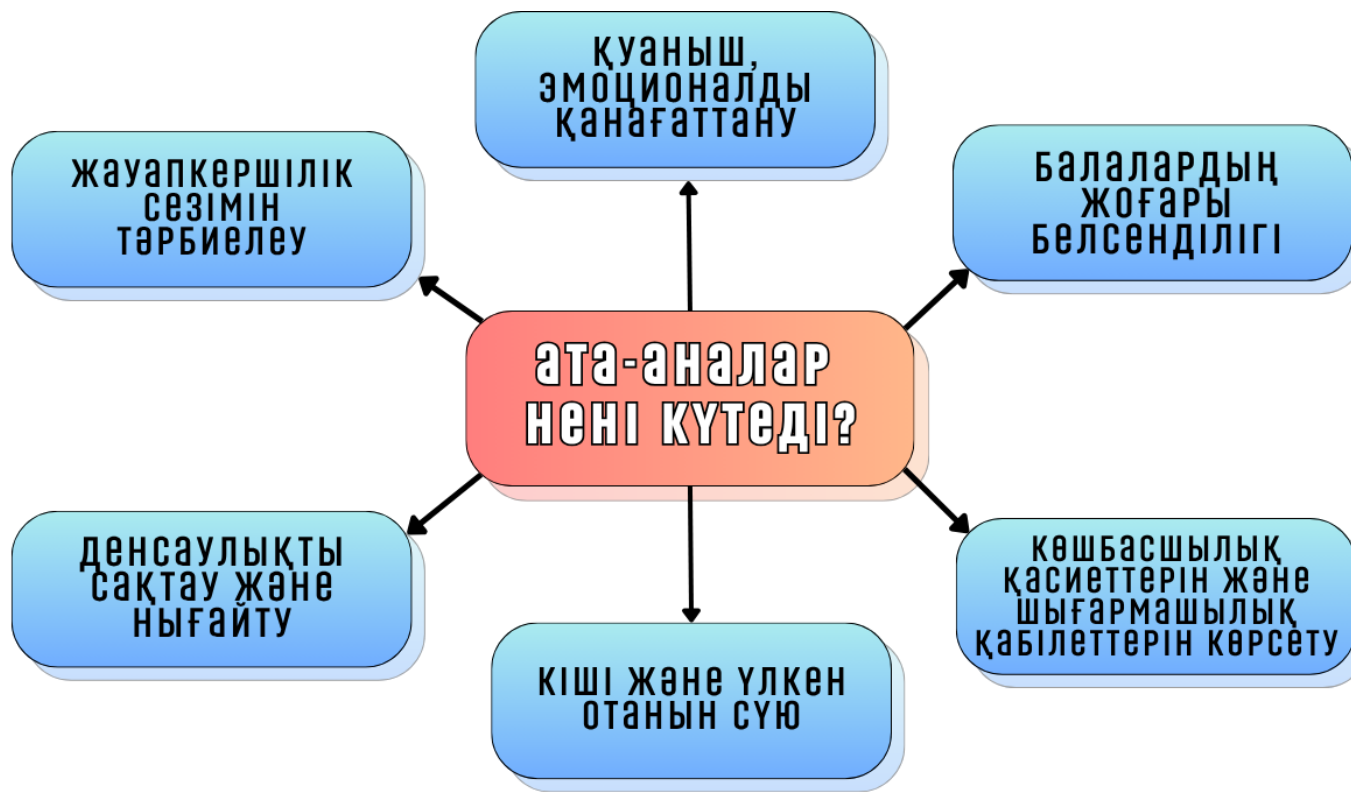 ҚУАНЫШ,
ЭМОЦИОНАЛДЫ
ҚАНАҒАТТАНУ
ЖАУАПКЕРШІЛІК
СЕЗІМІН
ТӘРБИЕЛЕУ
БАЛАЛАРДЫҢ
ЖОҒАРЫ
БЕЛСЕНДІЛІГІ
АТА-АНАЛАР
НЕНІ КҮТЕДІ?
ДЕНСАУЛЫҚТЫ
САҚТАУ ЖӘНЕ
НЫҒАЙТУ
КІШІ ЖӘНЕ ҮЛКЕН
ОТАНЫН СҮЮ
КӨШБАСШЫЛЫҚ
ҚАСИЕТТЕРІН ЖӘНЕ
ШЫҒАРМАШЫЛЫҚ
ҚАБІЛЕТТЕРІН КӨРСЕТУ